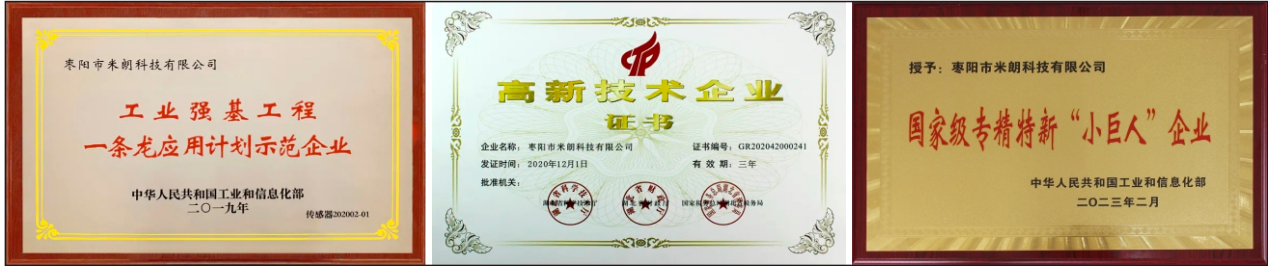 枣阳市米朗科技有限公司
工业强基工程
一条龙应用计划示范企业
中华人民共和国工业和信息化部
二〇一九年
传感器202002-01
高新技术企业
证书
企业名称：枣阳市米朗科技有限公司
证书编号：GR202042000241
发证时间：2020年12月1日
有效期：三年
批准机关：
授予：枣阳市米朗科技有限公司
国家级专精特新“小巨人”企业
中华人民共和国工业和信息化部
二〇二三年二月